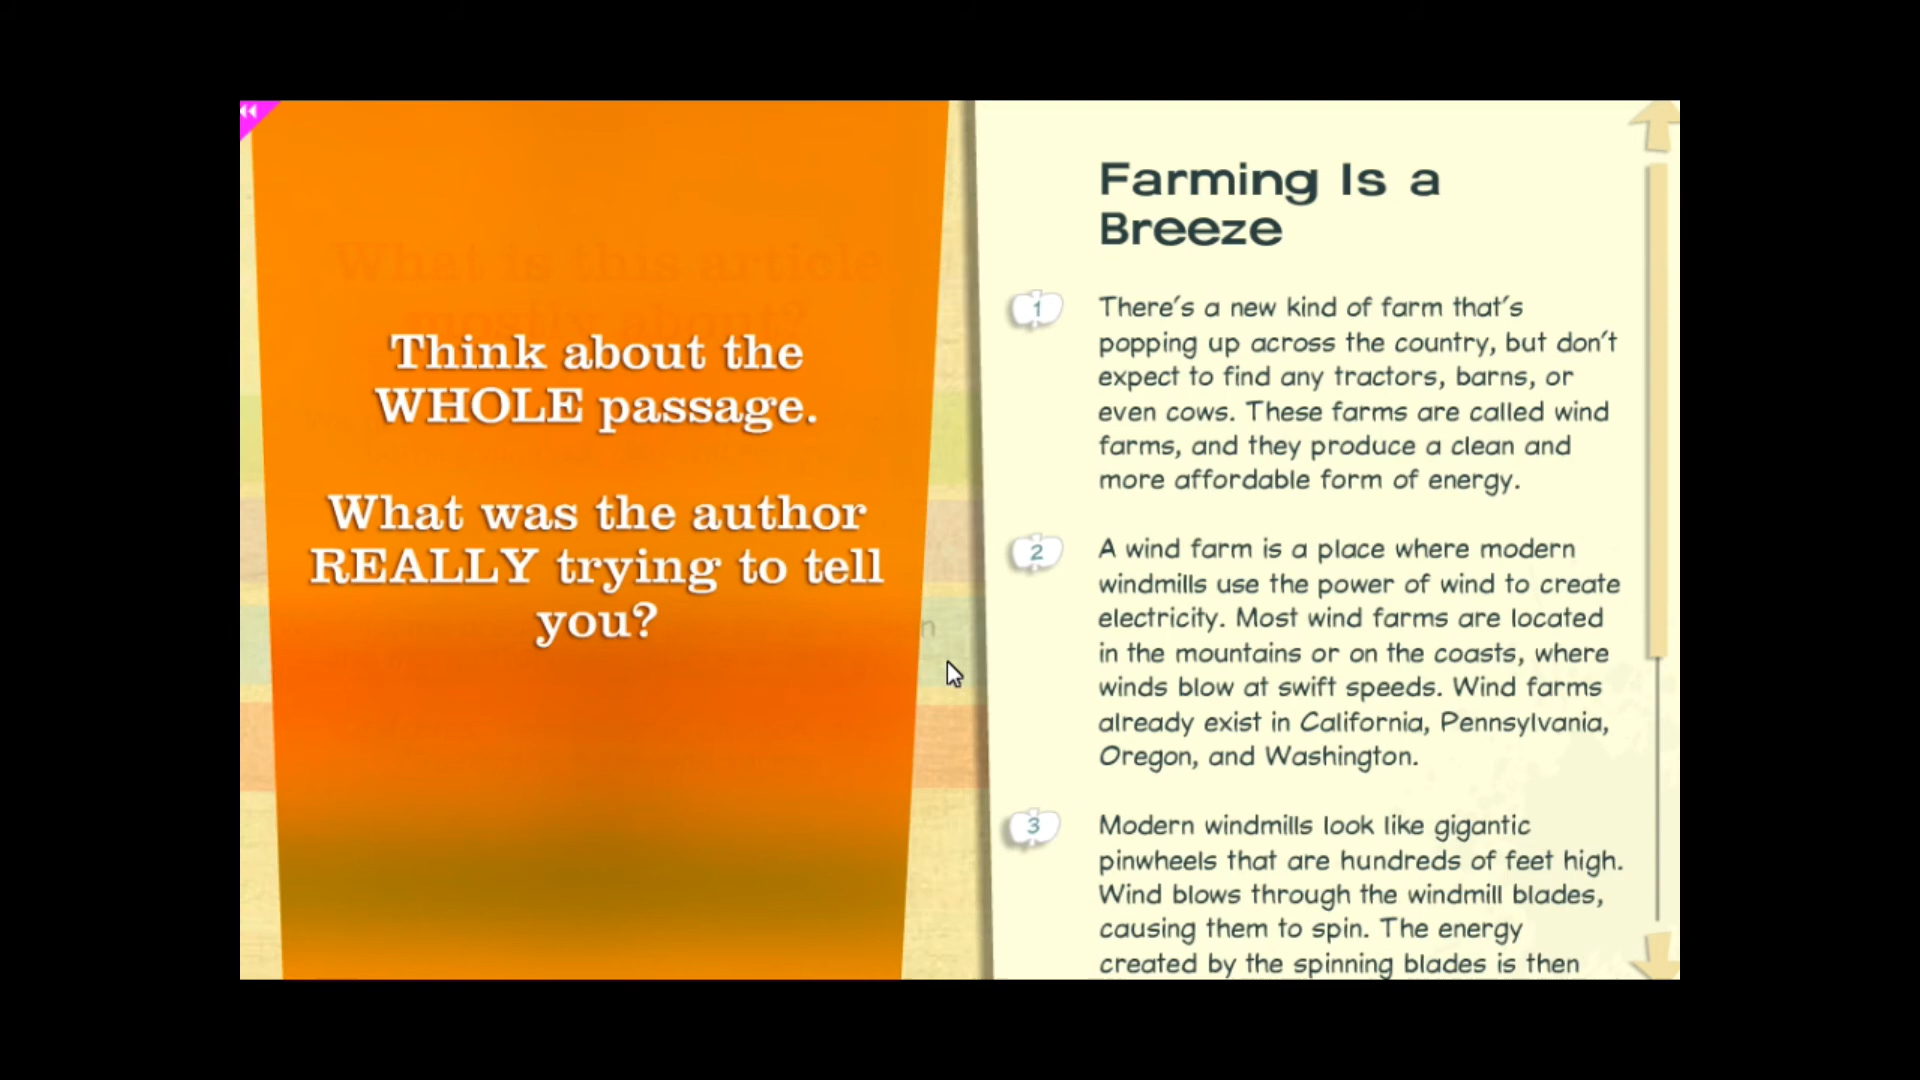 What is this article
mostly about?
Think about the
WHOLE passage.
What was the author
REALLY trying to tell
you?
Farming Is a
Breeze
1
There's a new kind of farm that's
popping up across the country, but don't
expect to find any tractors, barns, or
even cows. These farms are called wind
farms, and they produce a clean and
more affordable form of energy.
2
A wind farm is a place where modern
windmills use the power of wind to create
electricity. Most wind farms are located
in the mountains or on the coasts, where
winds blow at swift speeds. Wind farms
already exist in California, Pennsylvania,
Oregon, and Washington.
3
Modern windmills look like gigantic
pinwheels that are hundreds of feet high.
Wind blows through the windmill blades,
causing them to spin. The energy
created by the spinning blades is then